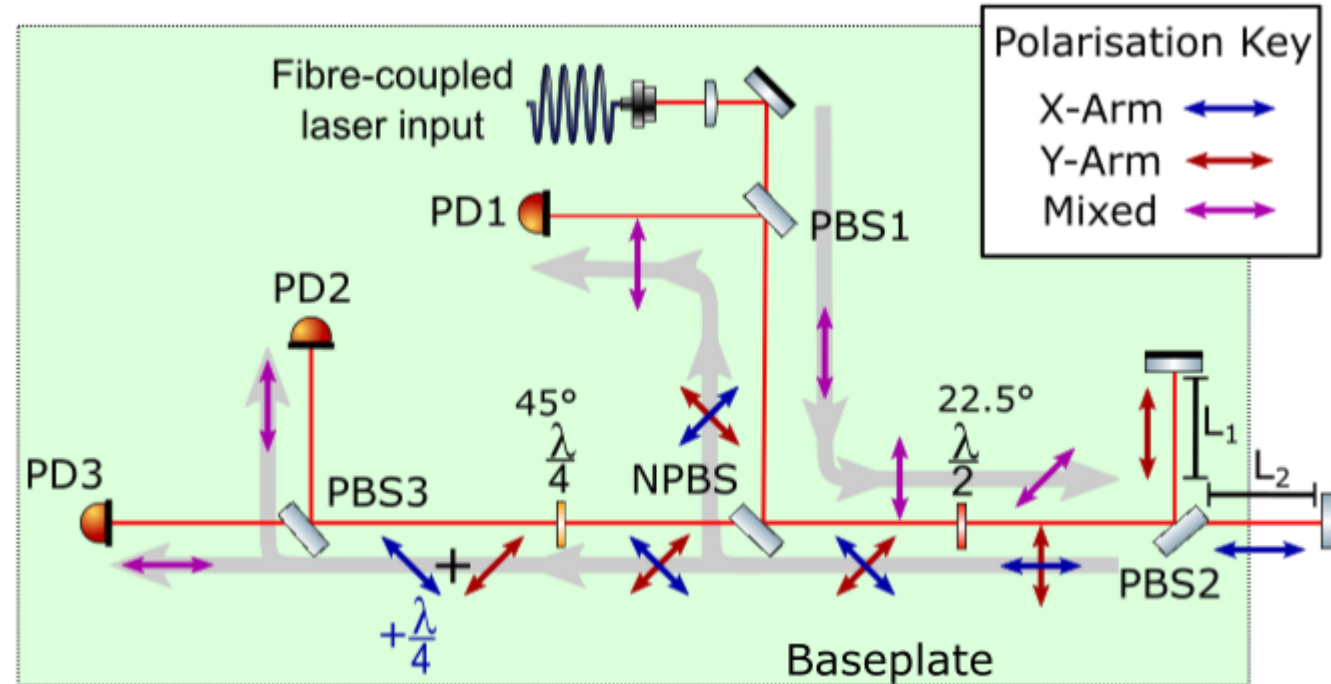 Polarisation Key
X-Arm
Y-Arm
Mixed
Fibre-coupled
laser input
PD1
PBS1
PD2
45°
λ
4
22.5°
λ
2
L1
L2
PD3
PBS3
NPBS
PBS2
+
+λ
4
Baseplate